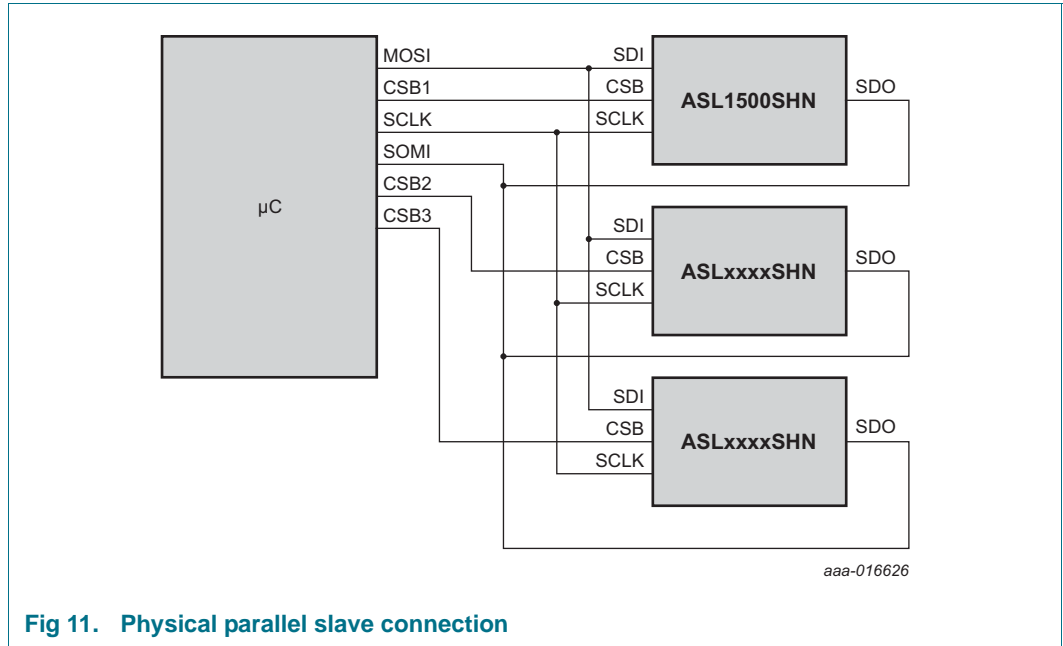 MOSI
CSB1
SCLK
SOMI
CSB2
CSB3
µC
SDI
CSB
SCLK
ASL1500SHN
SDO
SDI
CSB
SCLK
ASLxxxxSHN
SDO
SDI
CSB
SCLK
ASLxxxxSHN
SDO
aaa-016626
Fig 11. Physical parallel slave connection